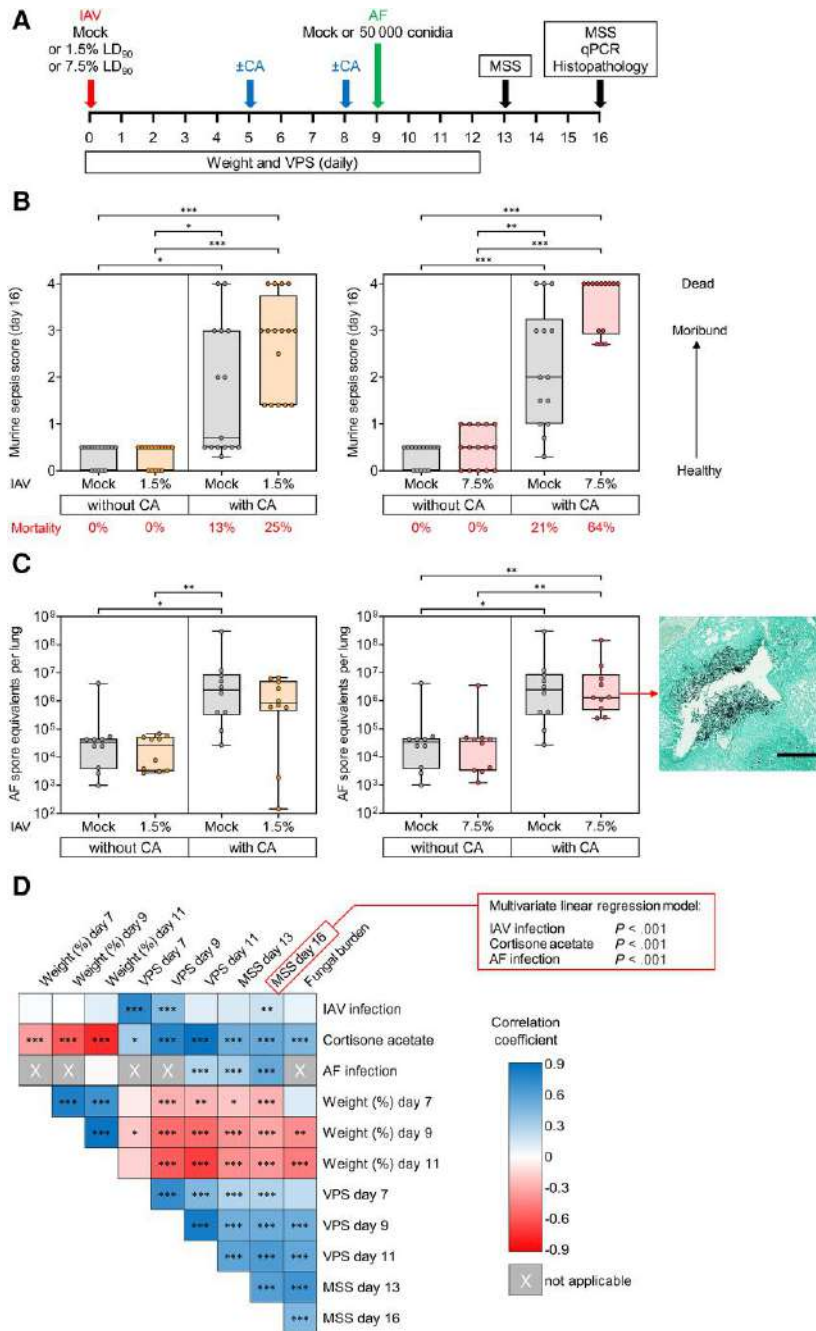 A
IAV
Mock
or 1.5% LD90
or 7.5% LD90
±CA
±CA
AF
Mock or 50 000 conidia
MSS
MSS
qPCR
Histopathology
0 1 2 3 4 5 6 7 8 9 10 11 12 13 14 15 16
Weight and VPS (daily)
B
*** * *** *
*** ** *** ***
Murine sepsis score (day 16)
4
3
2
1
0
Murine sepsis score (day 16)
4
3
2
1
0
Dead
Moribund
Healthy
IAV Mock 1.5% Mock 1.5% Mock 7.5% Mock 7.5%
without CA with CA without CA with CA
Mortality 0% 0% 13% 25% 0% 0% 21% 64%
C
** *
** ** *
AF spore equivalents per lung
10⁹
10⁸
10⁷
10⁶
10⁵
10⁴
10³
10²
AF spore equivalents per lung
10⁹
10⁸
10⁷
10⁶
10⁵
10⁴
10³
10²
IAV Mock 1.5% Mock 1.5% Mock 7.5% Mock 7.5%
without CA with CA without CA with CA
D
Weight (%) day 7
Weight (%) day 9
Weight (%) day 11
VPS day 7
VPS day 9
VPS day 11
MSS day 13
MSS day 16
Fungal burden
Multivariate linear regression model:
IAV infection P < .001
Cortisone acetate P < .001
AF infection P < .001
*** *** ** IAV infection
*** *** *** * *** *** *** *** *** Cortisone acetate
X X X X *** *** *** X AF infection
*** *** *** ** * *** Weight (%) day 7
*** * *** *** *** *** ** Weight (%) day 9
*** *** *** *** *** Weight (%) day 11
*** *** *** *** VPS day 7
*** *** *** *** VPS day 9
*** *** *** VPS day 11
*** *** MSS day 13
*** MSS day 16
Correlation
coefficient
0.9
0.6
0.3
0
-0.3
-0.6
-0.9
X not applicable